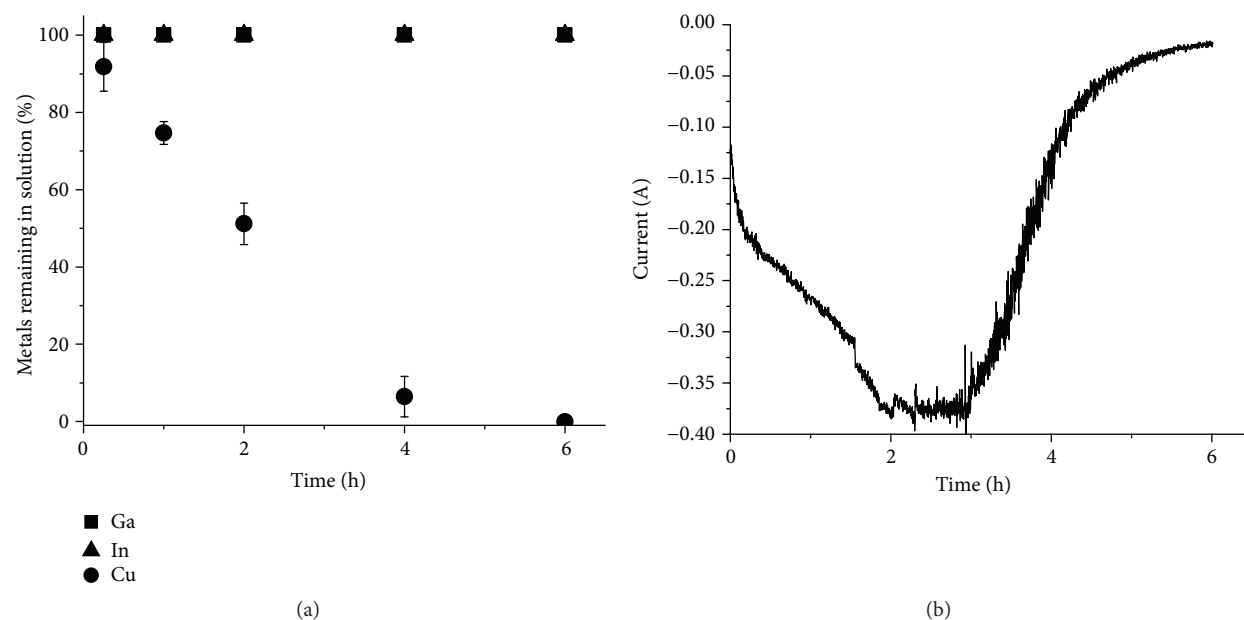 100
80
60
40
20
0
Metals remaining in solution (%)
0
2
4
6
Time (h)
Ga
In
Cu
(a)
0.00
−0.05
−0.10
−0.15
−0.20
−0.25
−0.30
−0.35
−0.40
Current (A)
0
2
4
6
Time (h)
(b)